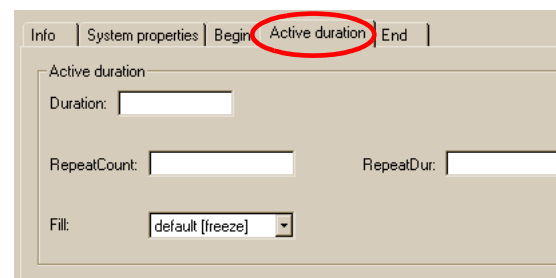 Info System properties Begin Active duration End
Active duration
Duration:
RepeatCount: RepeatDur:
Fill: default [freeze]